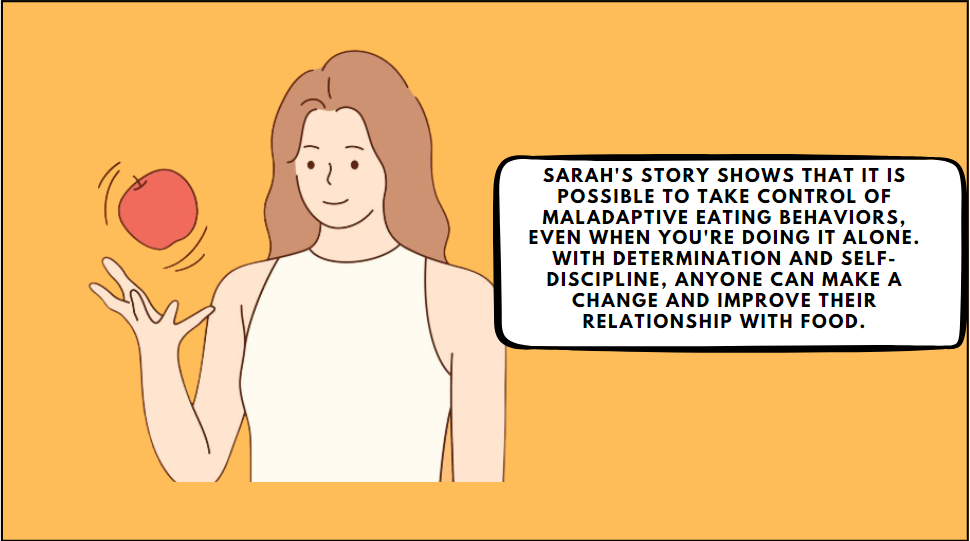 SARAH'S STORY SHOWS THAT IT IS
POSSIBLE TO TAKE CONTROL OF
MALADAPTIVE EATING BEHAVIORS,
EVEN WHEN YOU'RE DOING IT ALONE.
WITH DETERMINATION AND SELF-
DISCIPLINE, ANYONE CAN MAKE A
CHANGE AND IMPROVE THEIR
RELATIONSHIP WITH FOOD.